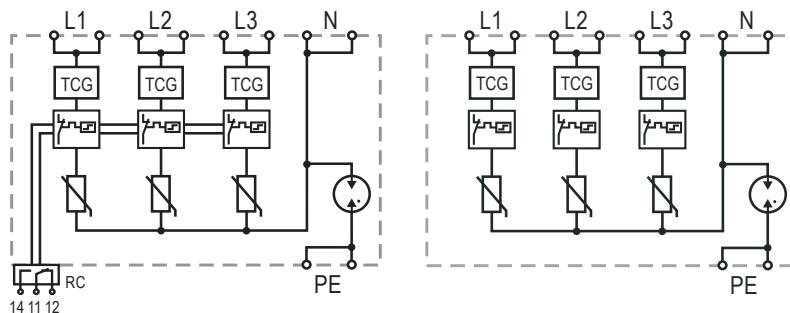 L1 L2 L3 N L1 L2 L3 N
TCG TCG TCG TCG TCG TCG
RC
PE PE
14 11 12